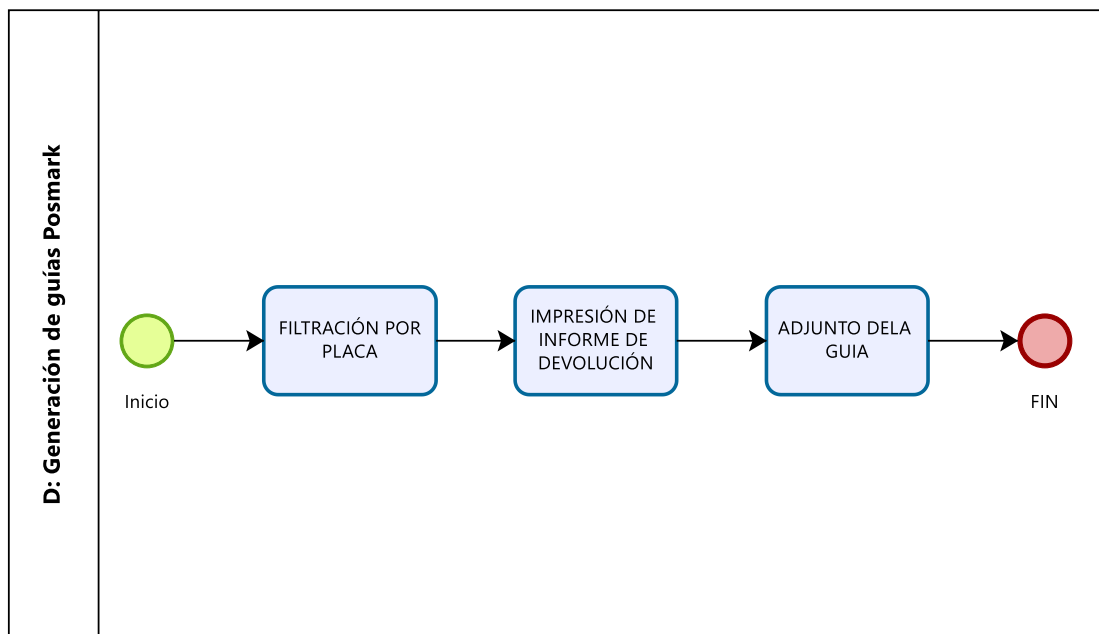 D: Generación de guías Posmark
Inicio
FILTRACIÓN POR
PLACA
IMPRESIÓN DE
INFORME DE
DEVOLUCIÓN
ADJUNTO DELA
GUIA
FIN